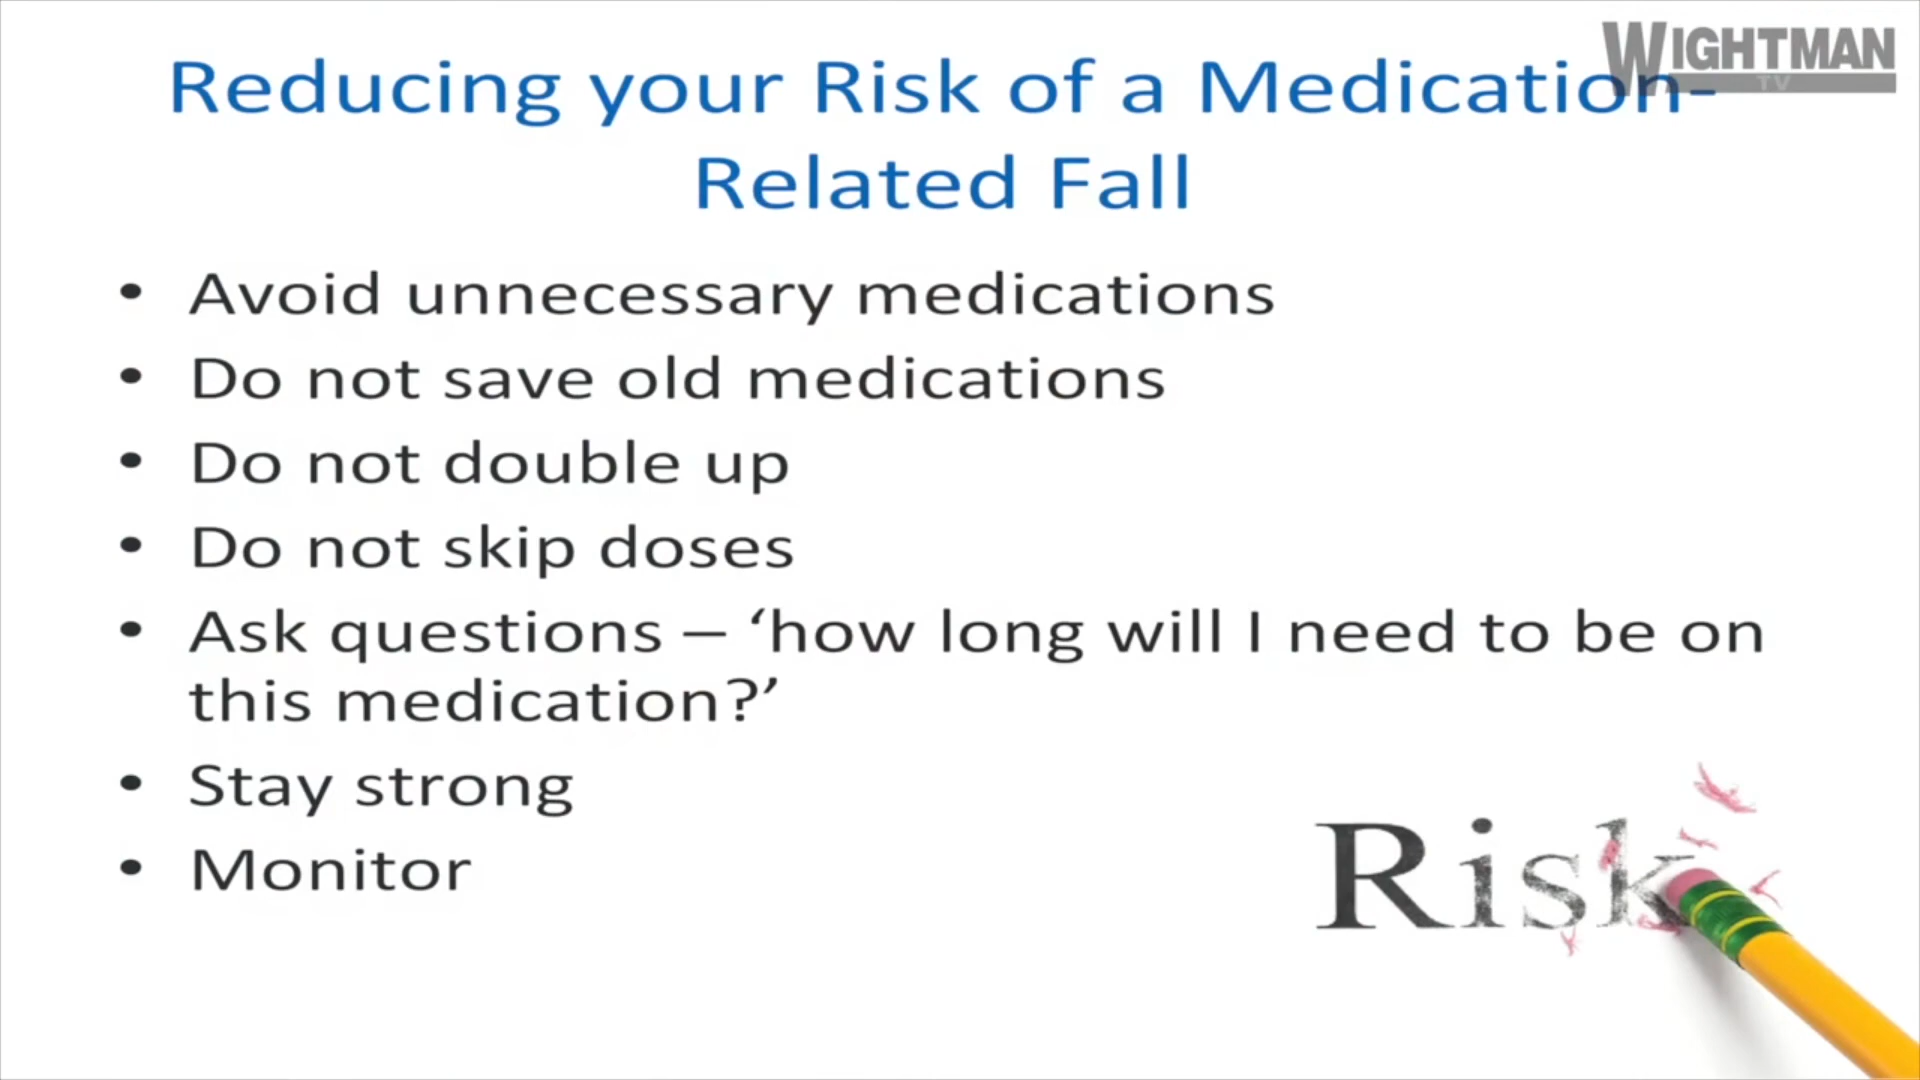 WIGHTMAN
TV
Reducing your Risk of a Medication-
Related Fall
• Avoid unnecessary medications
• Do not save old medications
• Do not double up
• Do not skip doses
• Ask questions – ‘how long will I need to be on
this medication?’
• Stay strong
• Monitor
Risk